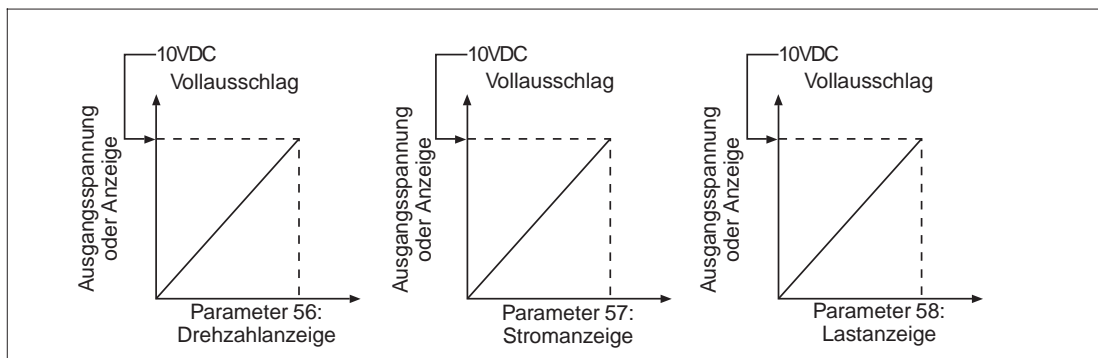 10VDC
Vollausschlag
Ausgangsspannung
oder Anzeige
Parameter 56:
Drehzahlanzeige
10VDC
Vollausschlag
Ausgangsspannung
oder Anzeige
Parameter 57:
Stromanzeige
10VDC
Vollausschlag
Ausgangsspannung
oder Anzeige
Parameter 58:
Lastanzeige